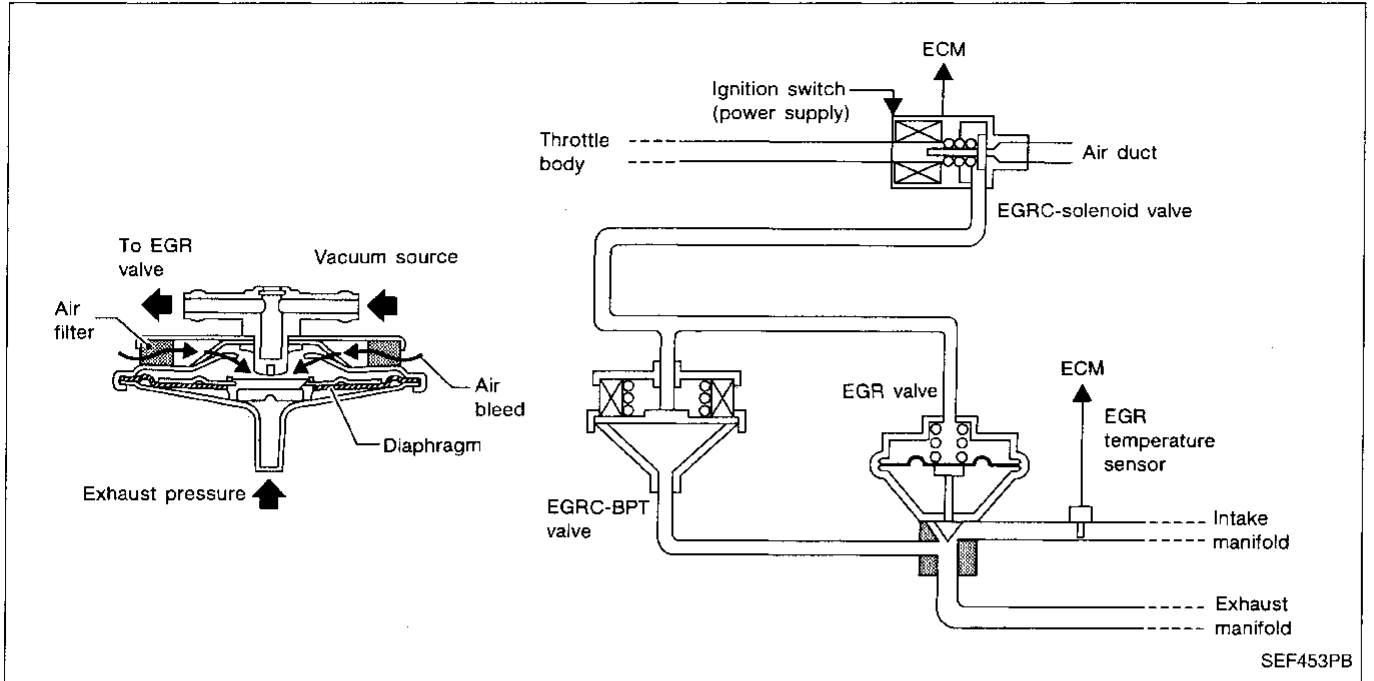 ECM
Ignition switch
(power supply)
Throttle
body
Air duct
EGRC-solenoid valve
To EGR
valve
Vacuum source
Air
filter
Air
bleed
Diaphragm
Exhaust pressure
EGRC-BPT
valve
EGR valve
ECM
EGR
temperature
sensor
Intake
manifold
Exhaust
manifold
SEF453PB